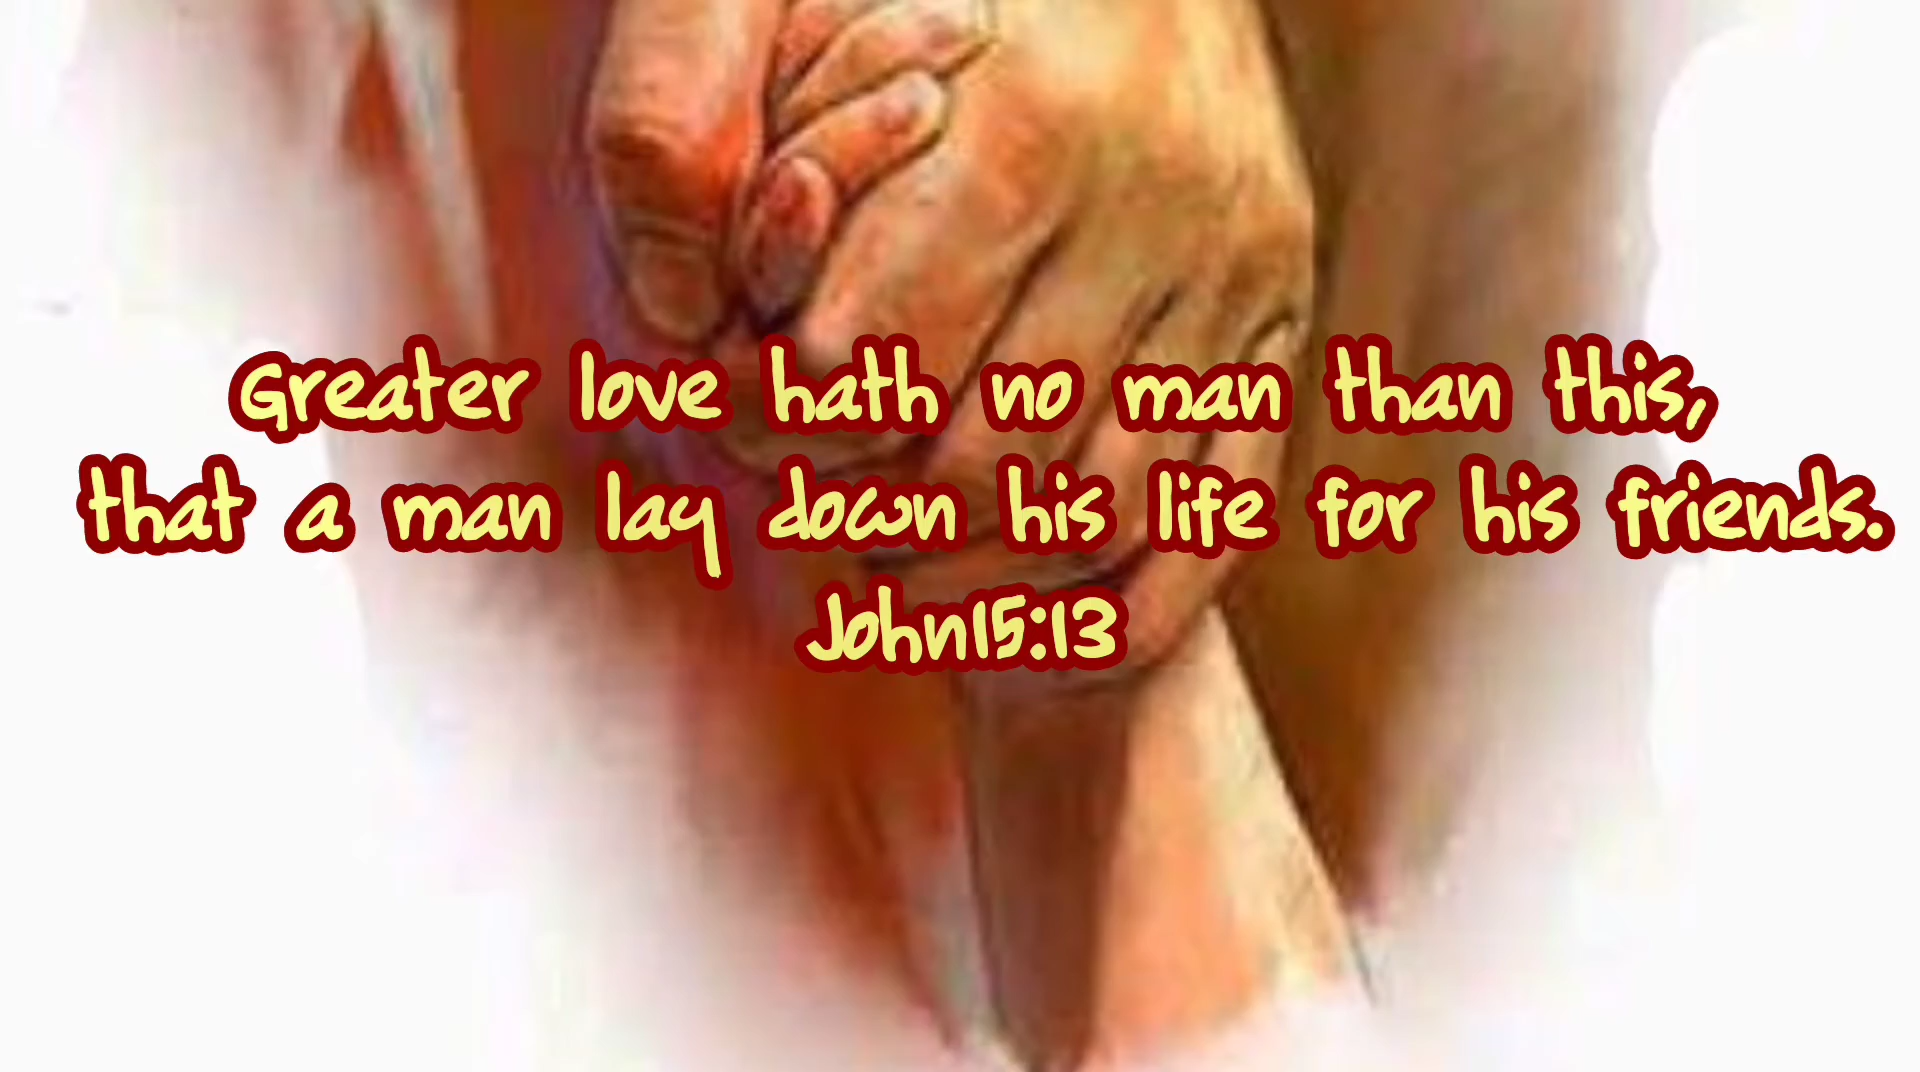 Greater love hath no man than this,
that a man lay down his life for his friends.
John15:13